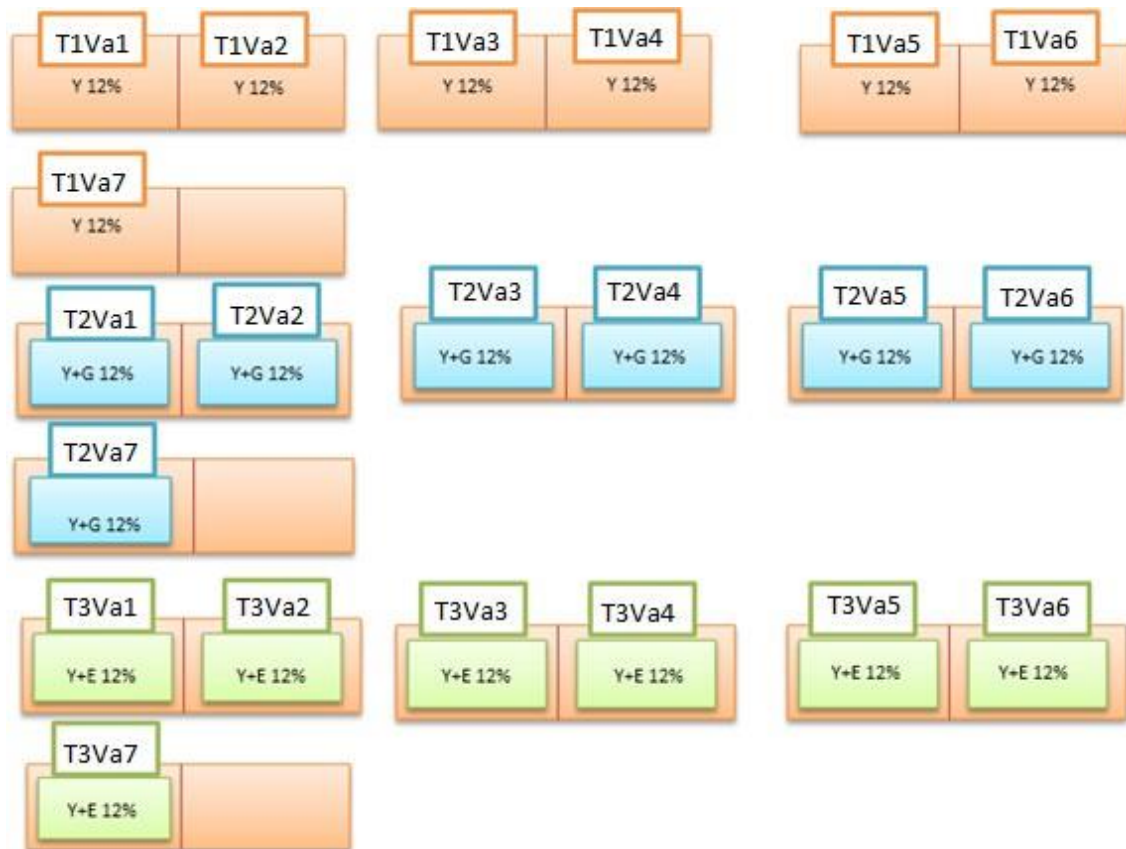 T1Va1 T1Va2 T1Va3 T1Va4 T1Va5 T1Va6
Y 12% Y 12% Y 12% Y 12% Y 12% Y 12%
T1Va7
Y 12%
T2Va1 T2Va2 T2Va3 T2Va4 T2Va5 T2Va6
Y+G 12% Y+G 12% Y+G 12% Y+G 12% Y+G 12% Y+G 12%
T2Va7
Y+G 12%
T3Va1 T3Va2 T3Va3 T3Va4 T3Va5 T3Va6
Y+E 12% Y+E 12% Y+E 12% Y+E 12% Y+E 12% Y+E 12%
T3Va7
Y+E 12%